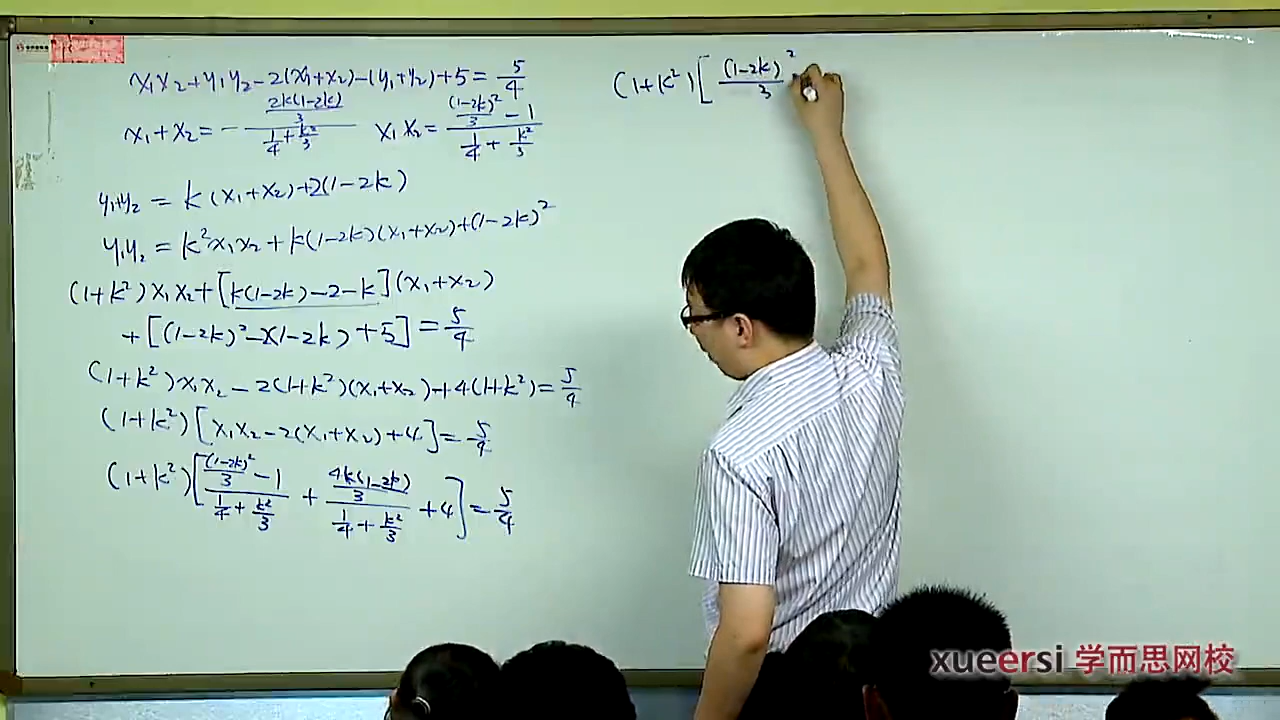 x₁x₂+y₁y₂-2(x₁+x₂)-(y₁+y₂)+5=5/4
x₁+x₂=-(2k(1-2k)/3)/(1/4+k²/3) x₁x₂=((1-2k)²/3-1)/(1/4+k²/3)
y₁+y₂=k(x₁+x₂)+2(1-2k)
y₁y₂=k²x₁x₂+k(1-2k)(x₁+x₂)+(1-2k)²
(1+k²)x₁x₂+[k(1-2k)-2-k](x₁+x₂)
+[(1-2k)²-2(1-2k)+5]=5/4
(1+k²)x₁x₂-2(1+k²)(x₁+x₂)+4(1+k²)=5/4
(1+k²)[x₁x₂-2(x₁+x₂)+4]=5/4
(1+k²)[((1-2k)²/3-1)/(1/4+k²/3)+(4k(1-2k)/3)/(1/4+k²/3)+4]=5/4
(1+k²)[(1-2k)²/3
xueersi 学而思网校